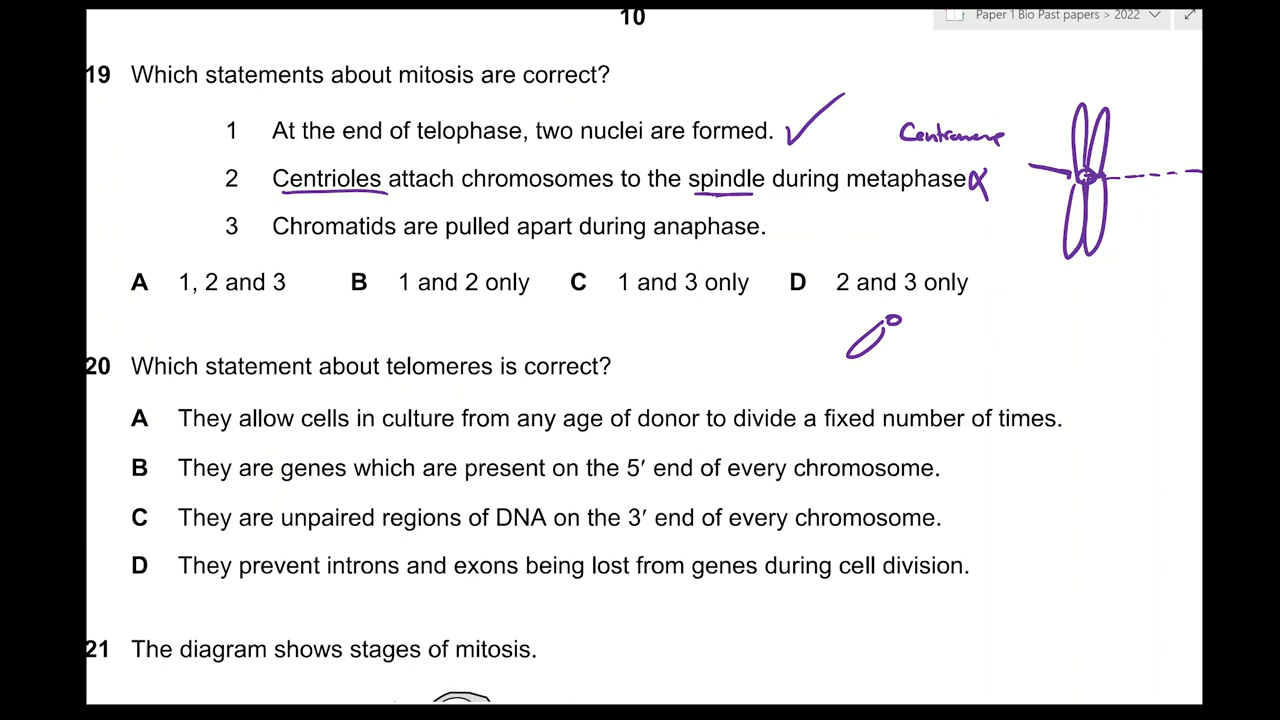 10
Paper 1 Bio Past papers > 2022
19 Which statements about mitosis are correct?
1 At the end of telophase, two nuclei are formed.
Centromere
2 Centrioles attach chromosomes to the spindle during metaphase
3 Chromatids are pulled apart during anaphase.
A 1, 2 and 3 B 1 and 2 only C 1 and 3 only D 2 and 3 only
20 Which statement about telomeres is correct?
A They allow cells in culture from any age of donor to divide a fixed number of times.
B They are genes which are present on the 5′ end of every chromosome.
C They are unpaired regions of DNA on the 3′ end of every chromosome.
D They prevent introns and exons being lost from genes during cell division.
21 The diagram shows stages of mitosis.